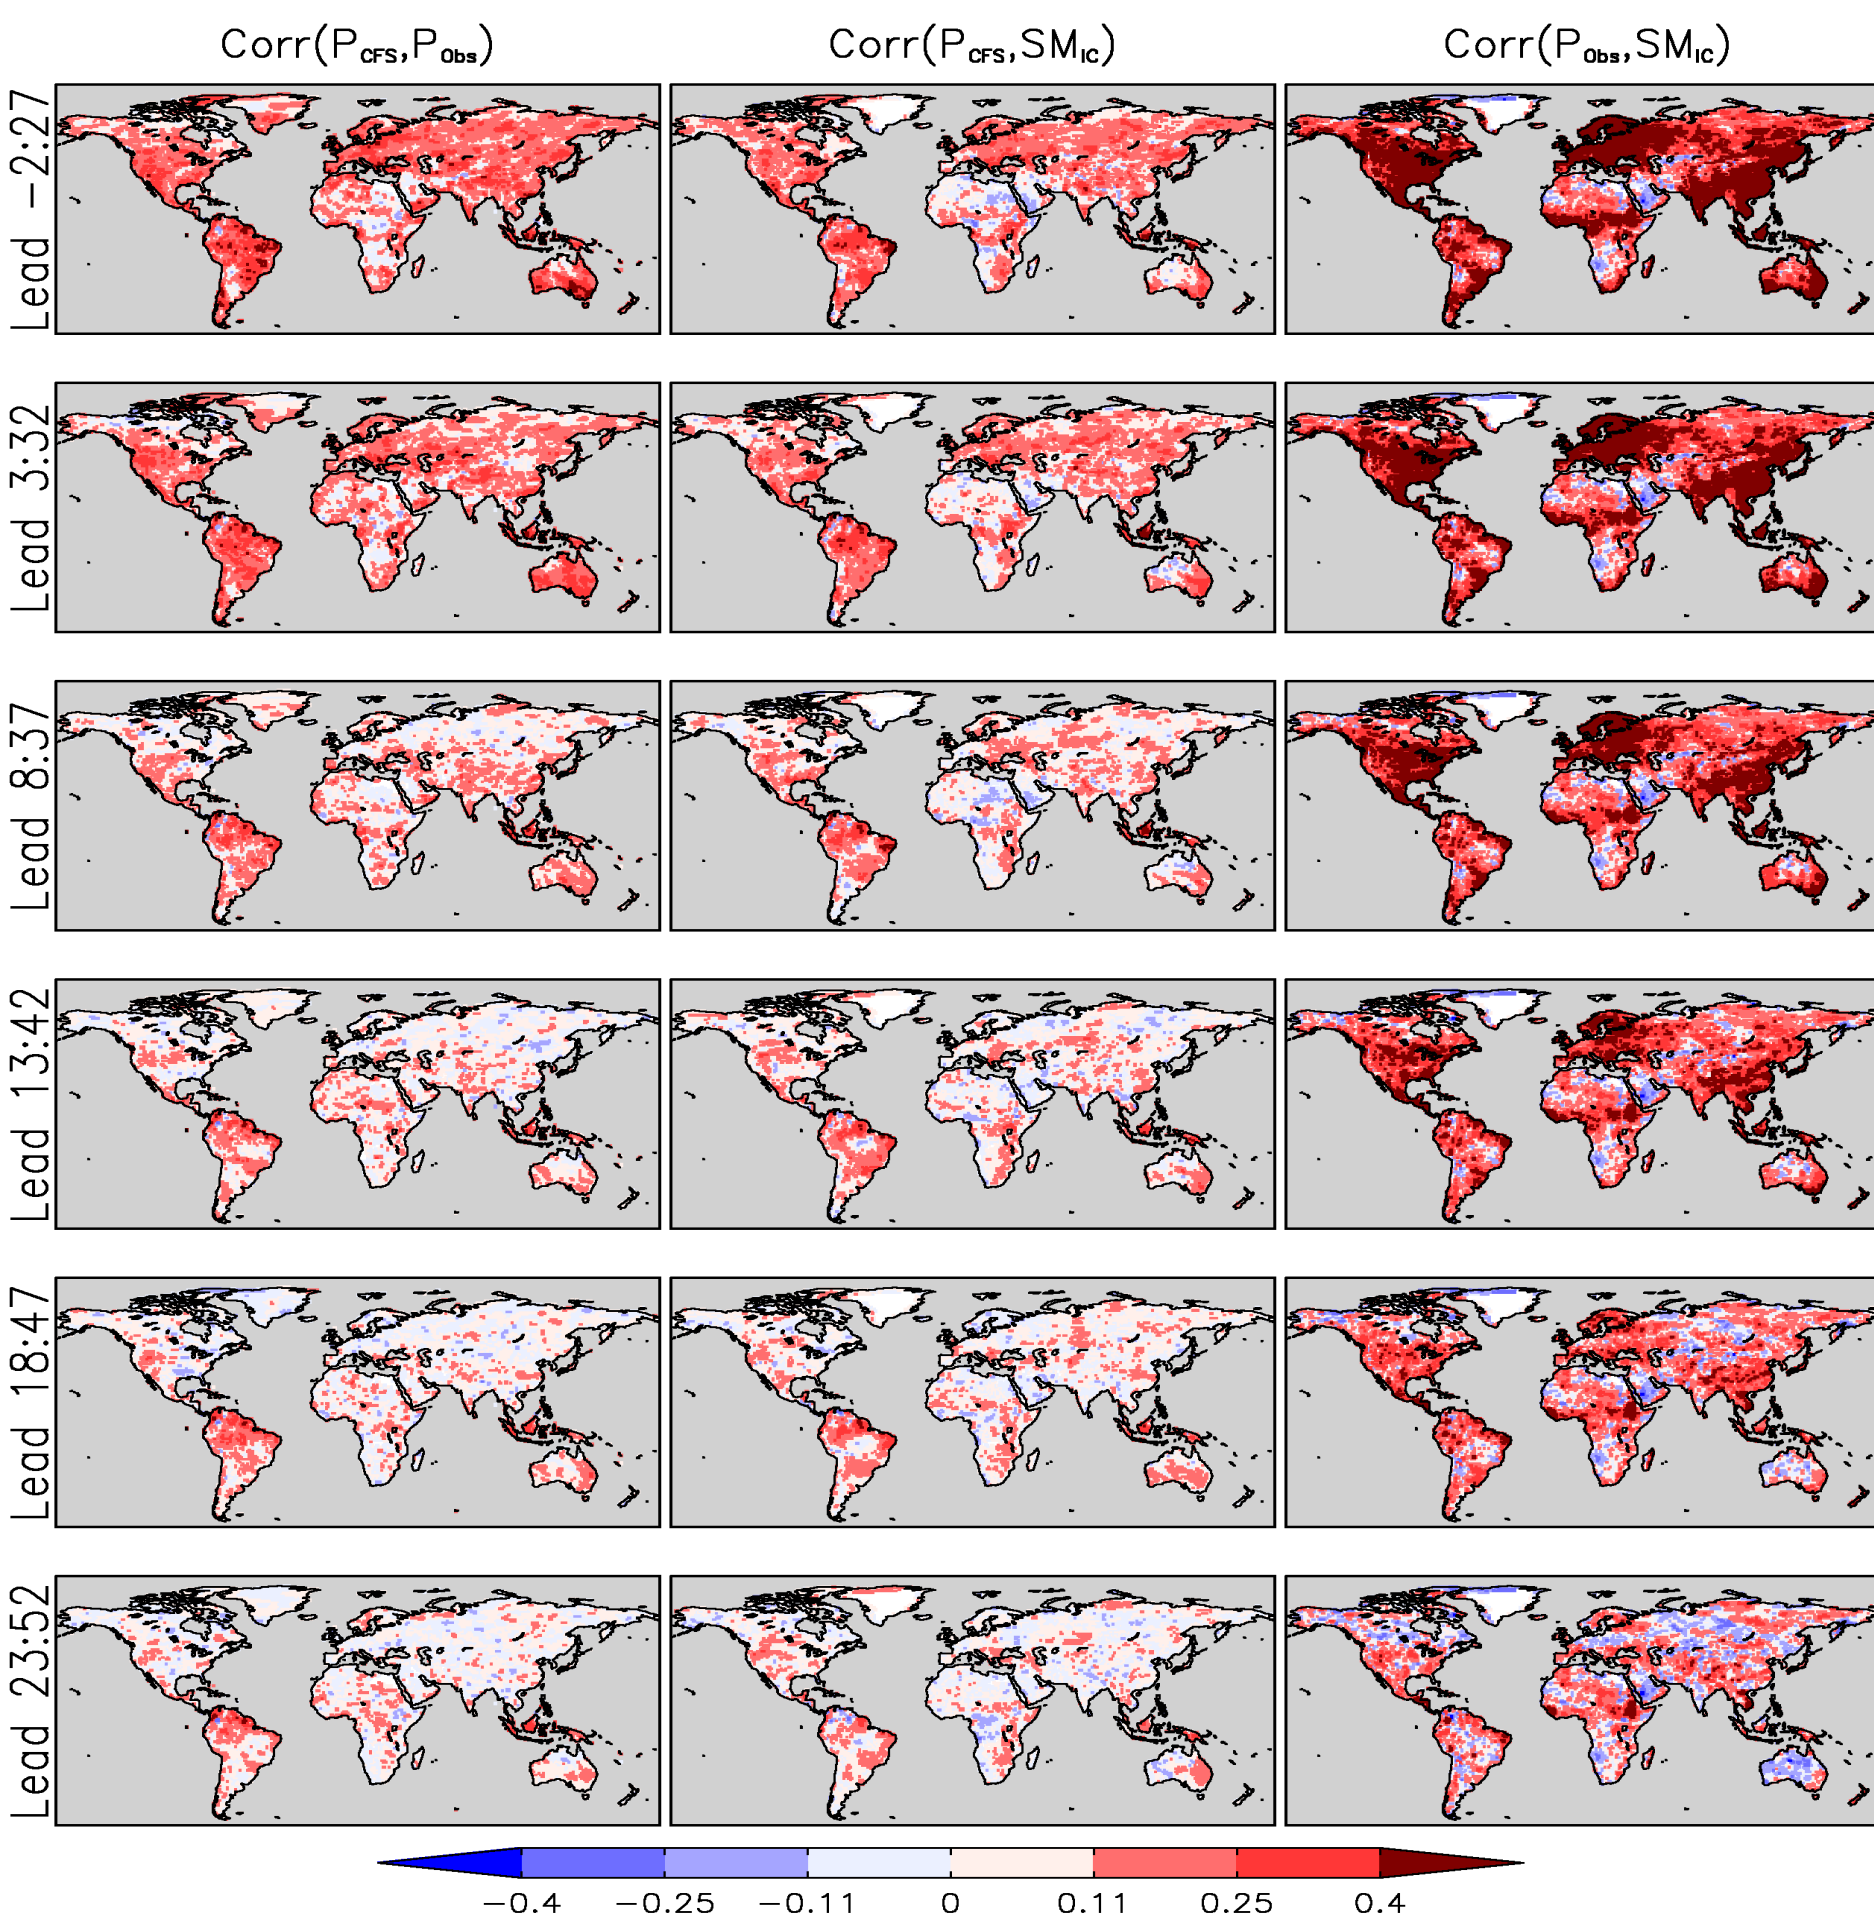 Corr(P_CFS,P_Obs) Corr(P_CFS,SM_IC) Corr(P_Obs,SM_IC)
Lead −2:27
Lead 3:32
Lead 8:37
Lead 13:42
Lead 18:47
Lead 23:52
−0.4 −0.25 −0.11 0 0.11 0.25 0.4